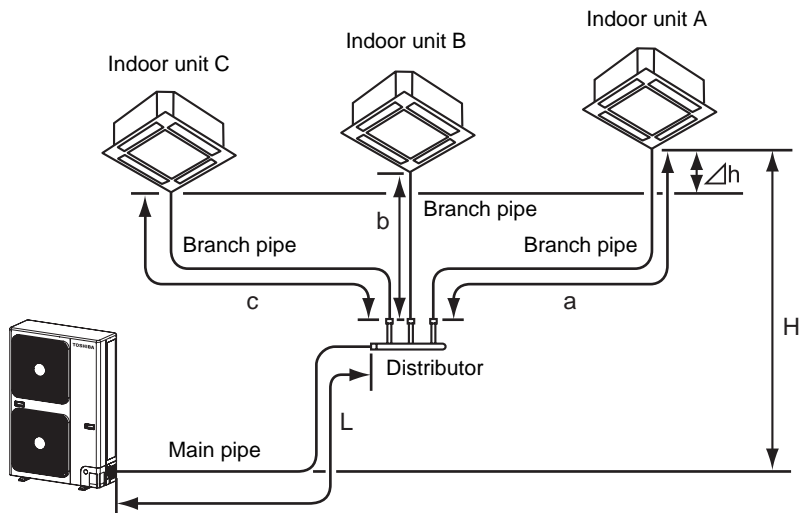 Indoor unit A
Indoor unit B
Indoor unit C
⊿h
Branch pipe
b
Branch pipe
Branch pipe
c
a
H
TOSHIBA
Distributor
L
Main pipe